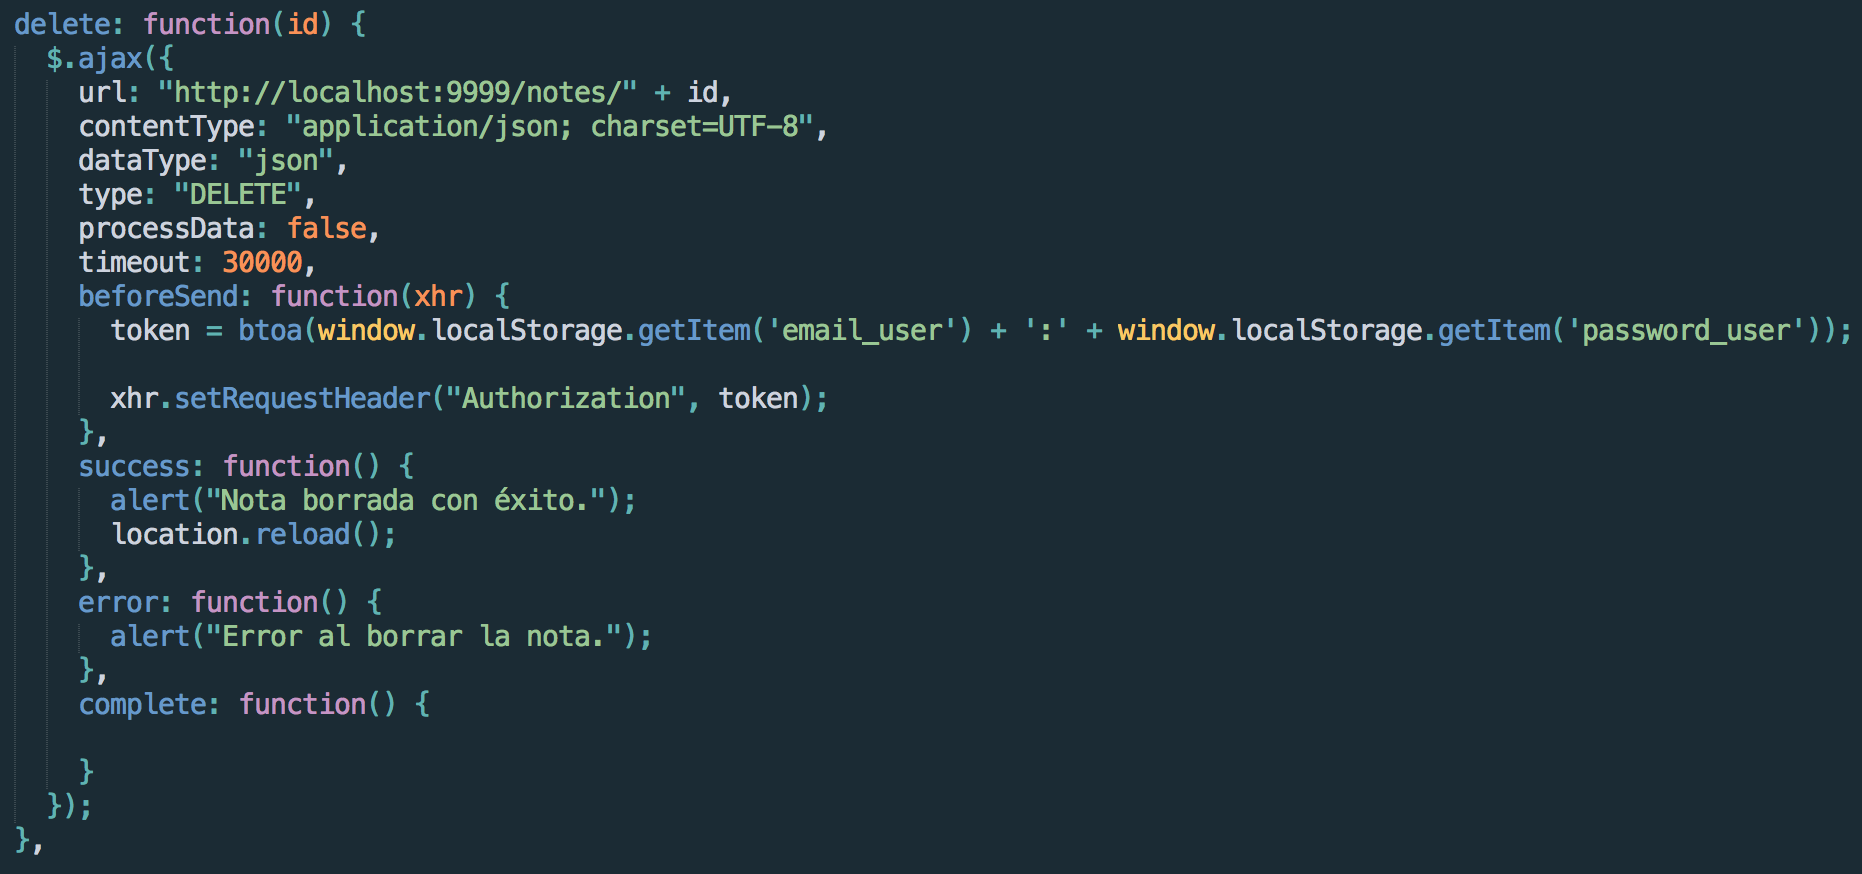 delete: function(id) {
  $.ajax({
    url: "http://localhost:9999/notes/" + id,
    contentType: "application/json; charset=UTF-8",
    dataType: "json",
    type: "DELETE",
    processData: false,
    timeout: 30000,
    beforeSend: function(xhr) {
      token = btoa(window.localStorage.getItem('email_user') + ':' + window.localStorage.getItem('password_user'));

      xhr.setRequestHeader("Authorization", token);
    },
    success: function() {
      alert("Nota borrada con éxito.");
      location.reload();
    },
    error: function() {
      alert("Error al borrar la nota.");
    },
    complete: function() {

    }
  });
},